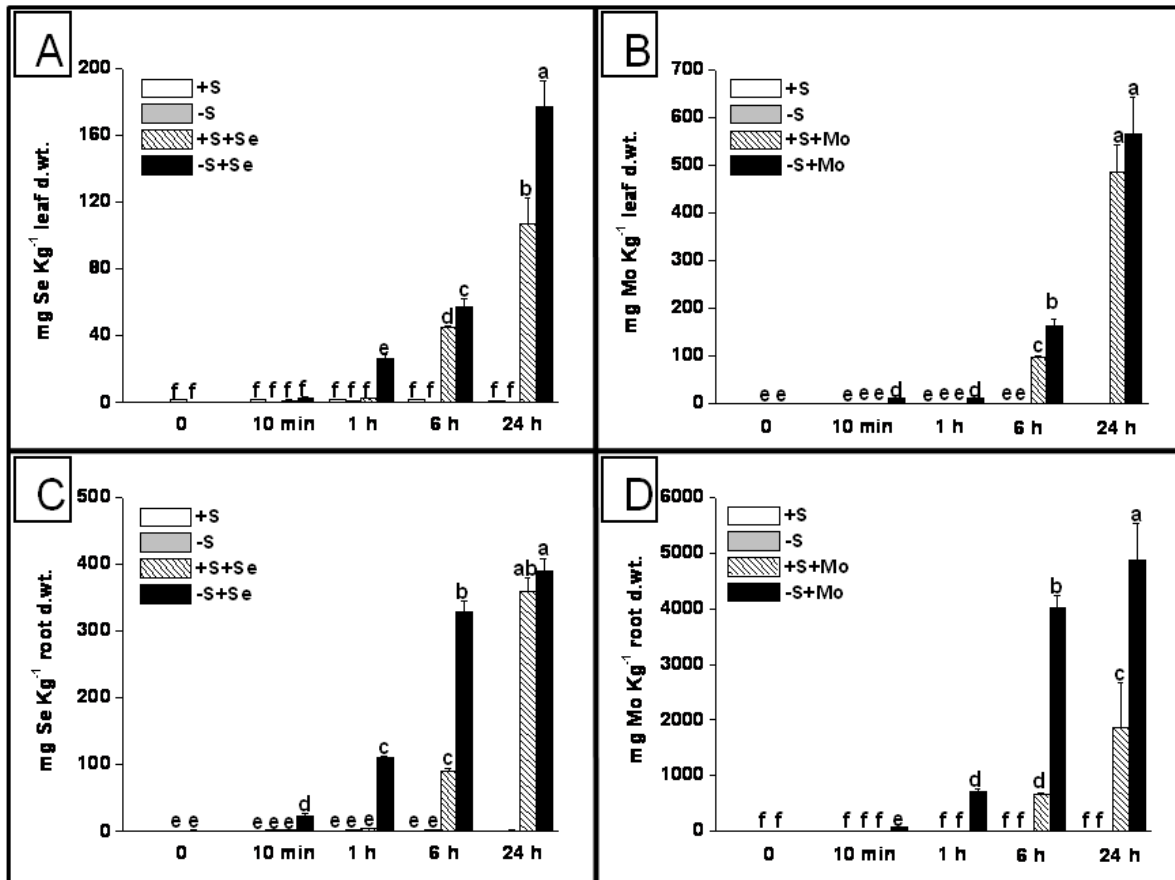 A
200
160
120
80
40
0
mg Se Kg⁻¹ leaf d.wt.
+S
-S
+S+Se
-S+Se
f f
f f f f
f f f e
f f d c
f f b a
0 10 min 1 h 6 h 24 h
B
700
600
500
400
300
200
100
0
mg Mo Kg⁻¹ leaf d.wt.
+S
-S
+S+Mo
-S+Mo
e e
e e e d
e e e d
e e c b
a a
0 10 min 1 h 6 h 24 h
C
500
400
300
200
100
0
mg Se Kg⁻¹ root d.wt.
+S
-S
+S+Se
-S+Se
e e
e e e d
e e e c
e e c b
ab a
0 10 min 1 h 6 h 24 h
D
6000
5000
4000
3000
2000
1000
0
mg Mo Kg⁻¹ root d.wt.
+S
-S
+S+Mo
-S+Mo
f f
f f f e
f f d
f f d b
f f c a
0 10 min 1 h 6 h 24 h